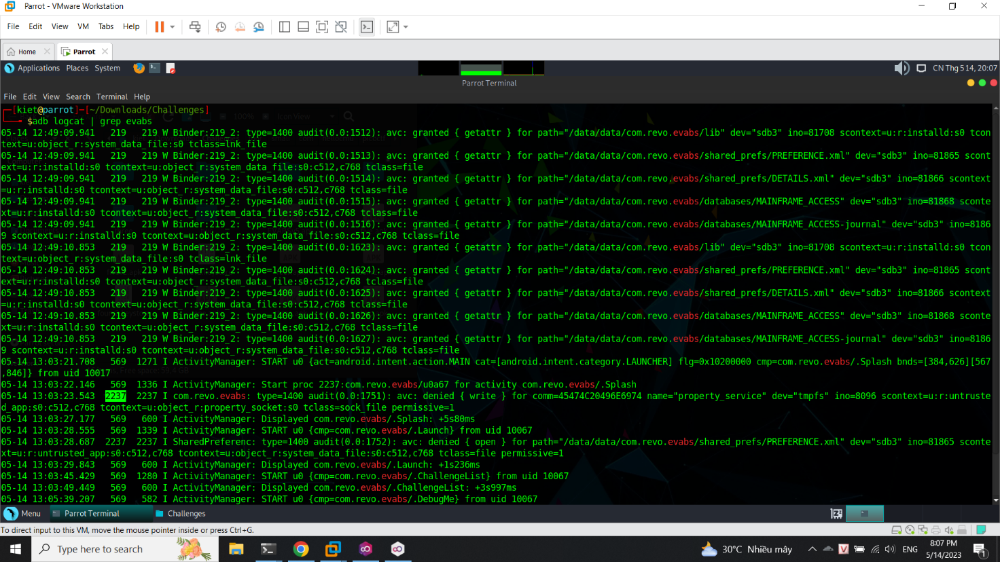 Parrot - VMware Workstation
File Edit View VM Tabs Help
Home Parrot
Applications Places System CN Thg 5 14, 20:07
Parrot Terminal
File Edit View Search Terminal Help
[kiet@parrot]-[~/Downloads/Challenges]
$adb logcat | grep evabs
05-14 12:49:09.941 219 219 W Binder:219_2: type=1400 audit(0.0:1512): avc: granted { getattr } for path="/data/data/com.revo.evabs/lib" dev="sdb3" ino=81708 scontext=u:r:installd:s0 tcon
text=u:object_r:system_data_file:s0 tclass=lnk_file
05-14 12:49:09.941 219 219 W Binder:219_2: type=1400 audit(0.0:1513): avc: granted { getattr } for path="/data/data/com.revo.evabs/shared_prefs/PREFERENCE.xml" dev="sdb3" ino=81865 scont
ext=u:r:installd:s0 tcontext=u:object_r:system_data_file:s0:c512,c768 tclass=file
05-14 12:49:09.941 219 219 W Binder:219_2: type=1400 audit(0.0:1514): avc: granted { getattr } for path="/data/data/com.revo.evabs/shared_prefs/DETAILS.xml" dev="sdb3" ino=81866 scontext
=u:r:installd:s0 tcontext=u:object_r:system_data_file:s0:c512,c768 tclass=file
05-14 12:49:09.941 219 219 W Binder:219_2: type=1400 audit(0.0:1515): avc: granted { getattr } for path="/data/data/com.revo.evabs/databases/MAINFRAME_ACCESS" dev="sdb3" ino=81868 sconte
xt=u:r:installd:s0 tcontext=u:object_r:system_data_file:s0:c512,c768 tclass=file
05-14 12:49:09.941 219 219 W Binder:219_2: type=1400 audit(0.0:1516): avc: granted { getattr } for path="/data/data/com.revo.evabs/databases/MAINFRAME_ACCESS-journal" dev="sdb3" ino=8186
9 scontext=u:r:installd:s0 tcontext=u:object_r:system_data_file:s0:c512,c768 tclass=file
05-14 12:49:10.853 219 219 W Binder:219_2: type=1400 audit(0.0:1623): avc: granted { getattr } for path="/data/data/com.revo.evabs/lib" dev="sdb3" ino=81708 scontext=u:r:installd:s0 tcon
text=u:object_r:system_data_file:s0 tclass=lnk_file
05-14 12:49:10.853 219 219 W Binder:219_2: type=1400 audit(0.0:1624): avc: granted { getattr } for path="/data/data/com.revo.evabs/shared_prefs/PREFERENCE.xml" dev="sdb3" ino=81865 scont
ext=u:r:installd:s0 tcontext=u:object_r:system_data_file:s0:c512,c768 tclass=file
05-14 12:49:10.853 219 219 W Binder:219_2: type=1400 audit(0.0:1625): avc: granted { getattr } for path="/data/data/com.revo.evabs/shared_prefs/DETAILS.xml" dev="sdb3" ino=81866 scontext
=u:r:installd:s0 tcontext=u:object_r:system_data_file:s0:c512,c768 tclass=file
05-14 12:49:10.853 219 219 W Binder:219_2: type=1400 audit(0.0:1626): avc: granted { getattr } for path="/data/data/com.revo.evabs/databases/MAINFRAME_ACCESS" dev="sdb3" ino=81868 sconte
xt=u:r:installd:s0 tcontext=u:object_r:system_data_file:s0:c512,c768 tclass=file
05-14 12:49:10.853 219 219 W Binder:219_2: type=1400 audit(0.0:1627): avc: granted { getattr } for path="/data/data/com.revo.evabs/databases/MAINFRAME_ACCESS-journal" dev="sdb3" ino=8186
9 scontext=u:r:installd:s0 tcontext=u:object_r:system_data_file:s0:c512,c768 tclass=file
05-14 13:03:21.708 569 1271 I ActivityManager: START u0 {act=android.intent.action.MAIN cat=[android.intent.category.LAUNCHER] flg=0x10200000 cmp=com.revo.evabs/.Splash bnds=[384,626][567
,846]} from uid 10017
05-14 13:03:22.146 569 1336 I ActivityManager: Start proc 2237:com.revo.evabs/u0a67 for activity com.revo.evabs/.Splash
05-14 13:03:23.543 2237 2237 I com.revo.evabs: type=1400 audit(0.0:1751): avc: denied { write } for comm=45474C20496E6974 name="property_service" dev="tmpfs" ino=8096 scontext=u:r:untruste
d_app:s0:c512,c768 tcontext=u:object_r:property_socket:s0 tclass=sock_file permissive=1
05-14 13:03:27.177 569 600 I ActivityManager: Displayed com.revo.evabs/.Splash: +5s80ms
05-14 13:03:28.555 569 1339 I ActivityManager: START u0 {cmp=com.revo.evabs/.Launch} from uid 10067
05-14 13:03:28.687 2237 2237 I SharedPreferenc: type=1400 audit(0.0:1752): avc: denied { open } for path="/data/data/com.revo.evabs/shared_prefs/PREFERENCE.xml" dev="sdb3" ino=81865 sconte
xt=u:r:untrusted_app:s0:c512,c768 tcontext=u:object_r:system_data_file:s0:c512,c768 tclass=file permissive=1
05-14 13:03:29.843 569 600 I ActivityManager: Displayed com.revo.evabs/.Launch: +1s236ms
05-14 13:03:45.429 569 1280 I ActivityManager: START u0 {cmp=com.revo.evabs/.ChallengeList} from uid 10067
05-14 13:03:49.449 569 600 I ActivityManager: Displayed com.revo.evabs/.ChallengeList: +3s997ms
05-14 13:05:39.207 569 582 I ActivityManager: START u0 {cmp=com.revo.evabs/.DebugMe} from uid 10067
Menu Parrot Terminal Challenges
To direct input to this VM, move the mouse pointer inside or press Ctrl+G.
Type here to search 30°C Nhiều mây ENG 8:07 PM
5/14/2023
1